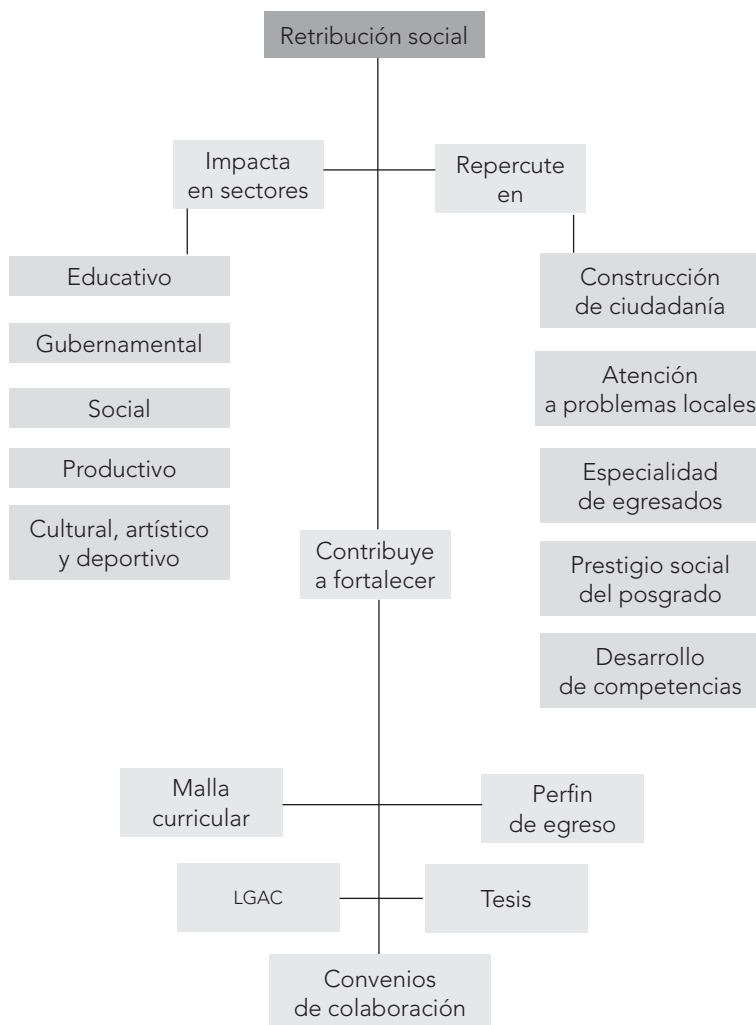 Retribución social
Impacta
en sectores
Repercute
en
Educativo
Gubernamental
Social
Productivo
Cultural, artístico
y deportivo
Construcción
de ciudadanía
Atención
a problemas locales
Especialidad
de egresados
Prestigio social
del posgrado
Desarrollo
de competencias
Contribuye
a fortalecer
Malla
curricular
Perfin
de egreso
LGAC
Tesis
Convenios
de colaboración